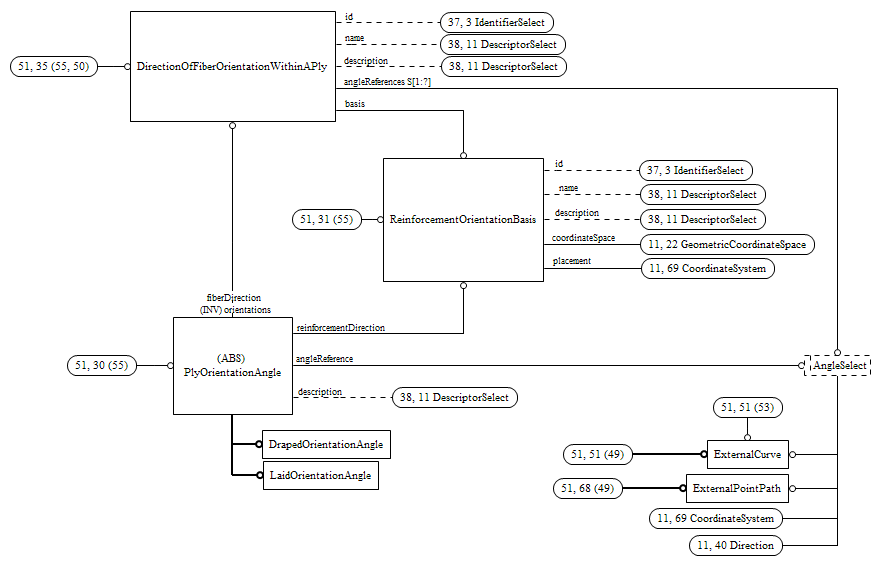 id
37, 3 IdentifierSelect
name
38, 11 DescriptorSelect
51, 35 (55, 50)
DirectionOfFiberOrientationWithinAPly
description
38, 11 DescriptorSelect
angleReferences S[1:?]
basis
id
37, 3 IdentifierSelect
name
38, 11 DescriptorSelect
51, 31 (55)
ReinforcementOrientationBasis
description
38, 11 DescriptorSelect
coordinateSpace
11, 22 GeometricCoordinateSpace
placement
11, 69 CoordinateSystem
fiberDirection
(INV) orientations
reinforcementDirection
51, 30 (55)
(ABS)
PlyOrientationAngle
angleReference
AngleSelect
description
38, 11 DescriptorSelect
51, 51 (53)
DrapedOrientationAngle
51, 51 (49)
ExternalCurve
LaidOrientationAngle
51, 68 (49)
ExternalPointPath
11, 69 CoordinateSystem
11, 40 Direction